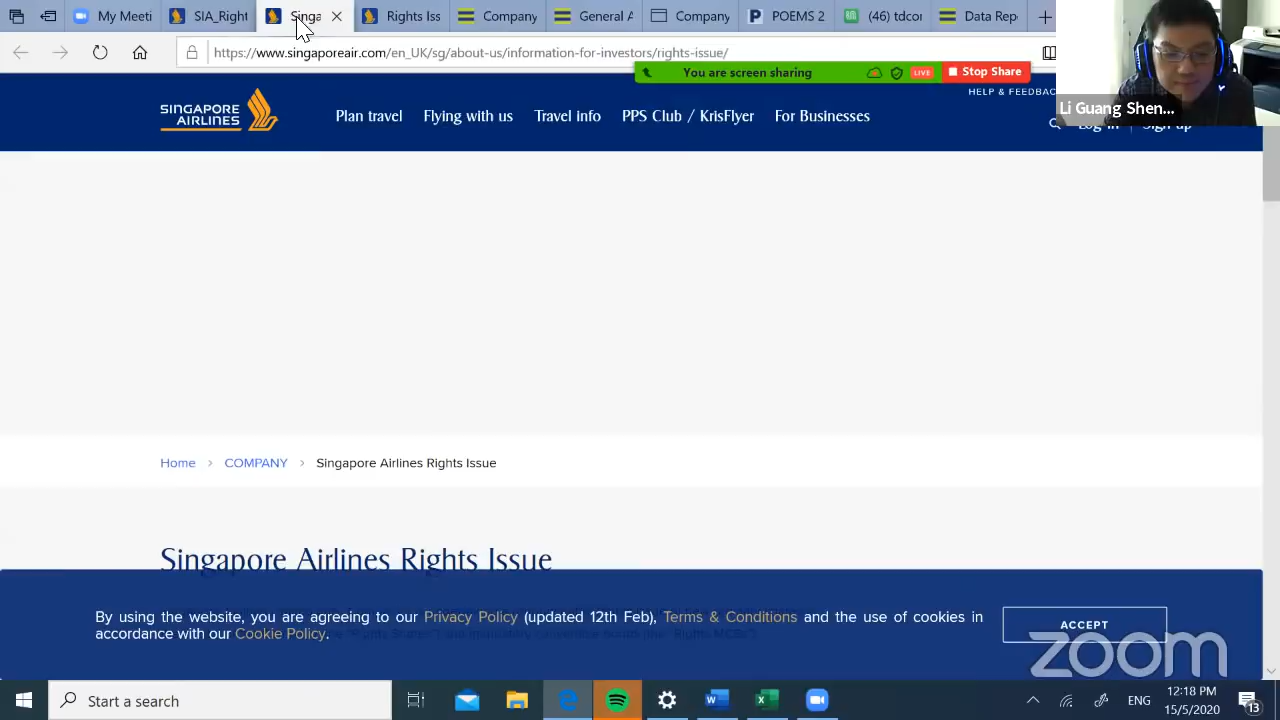 My Meeti
SIA_Right
Singa
Rights Iss
Company
General A
Company
POEMS 2
(46) tdcor
Data Repo
https://www.singaporeair.com/en_UK/sg/about-us/information-for-investors/rights-issue/
You are screen sharing
LIVE
Stop Share
HELP & FEEDBAC
SINGAPORE
AIRLINES
Plan travel
Flying with us
Travel info
PPS Club / KrisFlyer
For Businesses
Log in
Sign up
Li Guang Shen...
Home > COMPANY > Singapore Airlines Rights Issue
Singapore Airlines Rights Issue
By using the website, you are agreeing to our Privacy Policy (updated 12th Feb), Terms & Conditions and the use of cookies in
accordance with our Cookie Policy.
ACCEPT
zoom
Start a search
ENG
12:18 PM
15/5/2020
13